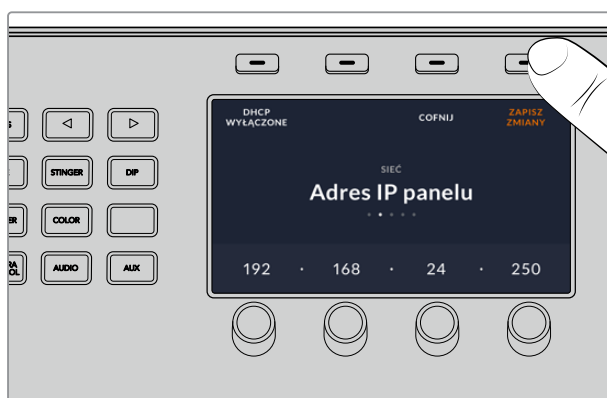 DHCP
WYŁĄCZONE
COFNIJ
ZAPISZ
ZMIANY
SIEĆ
Adres IP panelu
192 · 168 · 24 · 250
STINGER
DIP
COLOR
AUDIO
AUX